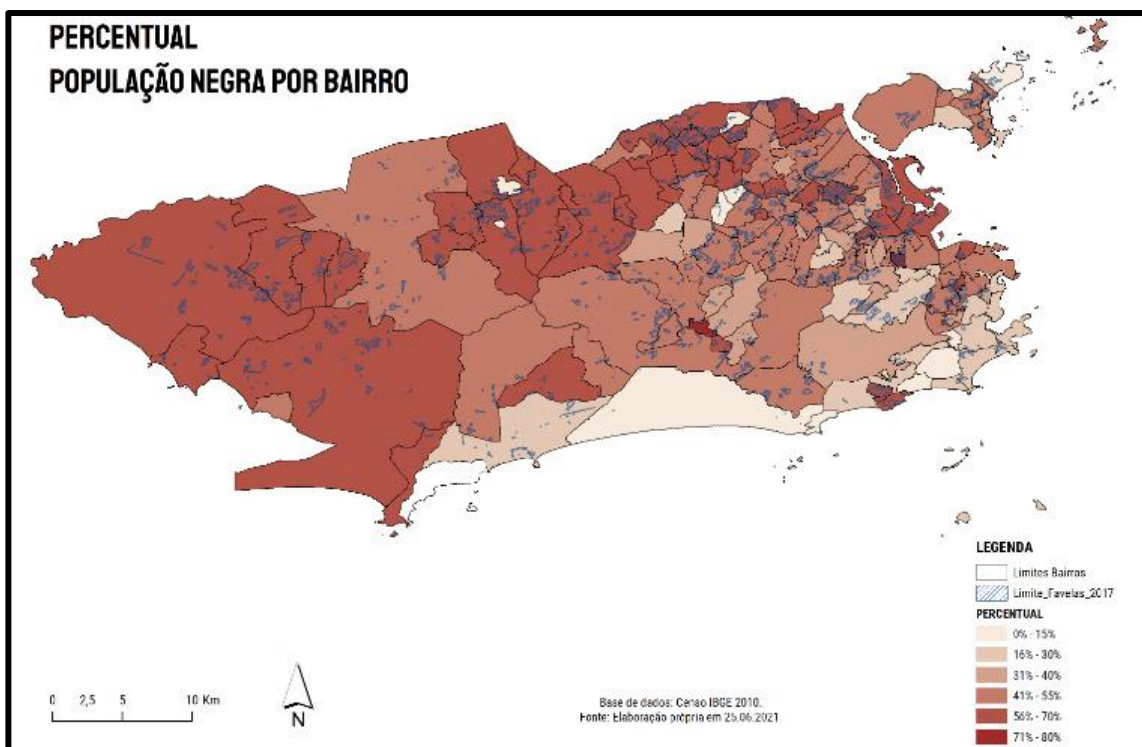 PERCENTUAL
POPULAÇÃO NEGRA POR BAIRRO
LEGENDA
Limites Bairros
Limite_Favelas_2017
PERCENTUAL
0% - 15%
16% - 30%
31% - 40%
41% - 55%
56% - 70%
71% - 80%
0 2,5 5 10 Km
N
Base de dados: Censo IBGE 2010.
Fonte: Elaboração própria em 25.06.2021.